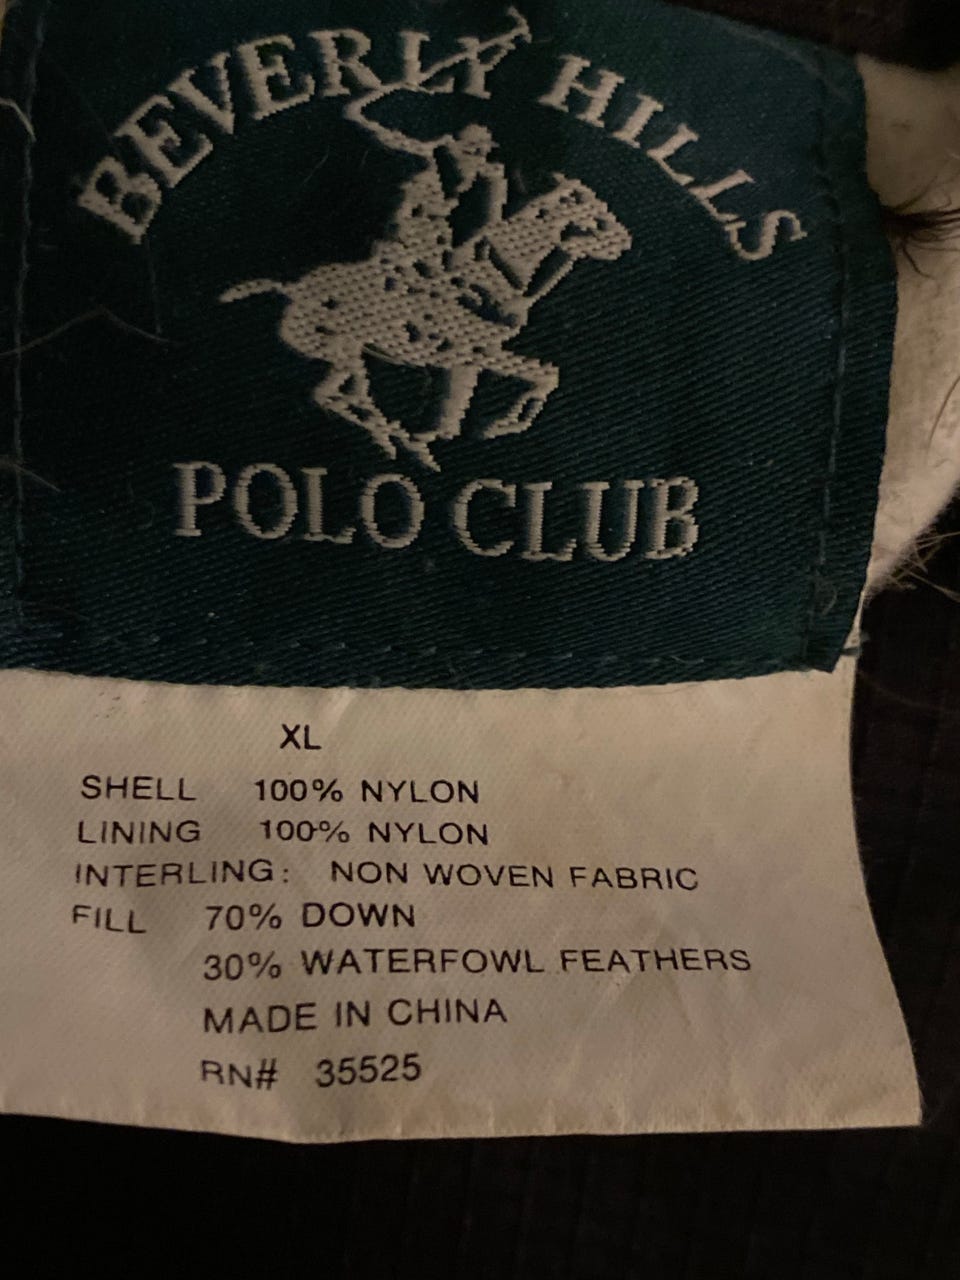 BEVERLY HILLS
POLO CLUB
XL
SHELL 100% NYLON
LINING 100% NYLON
INTERLING: NON WOVEN FABRIC
FILL 70% DOWN
30% WATERFOWL FEATHERS
MADE IN CHINA
RN# 35525